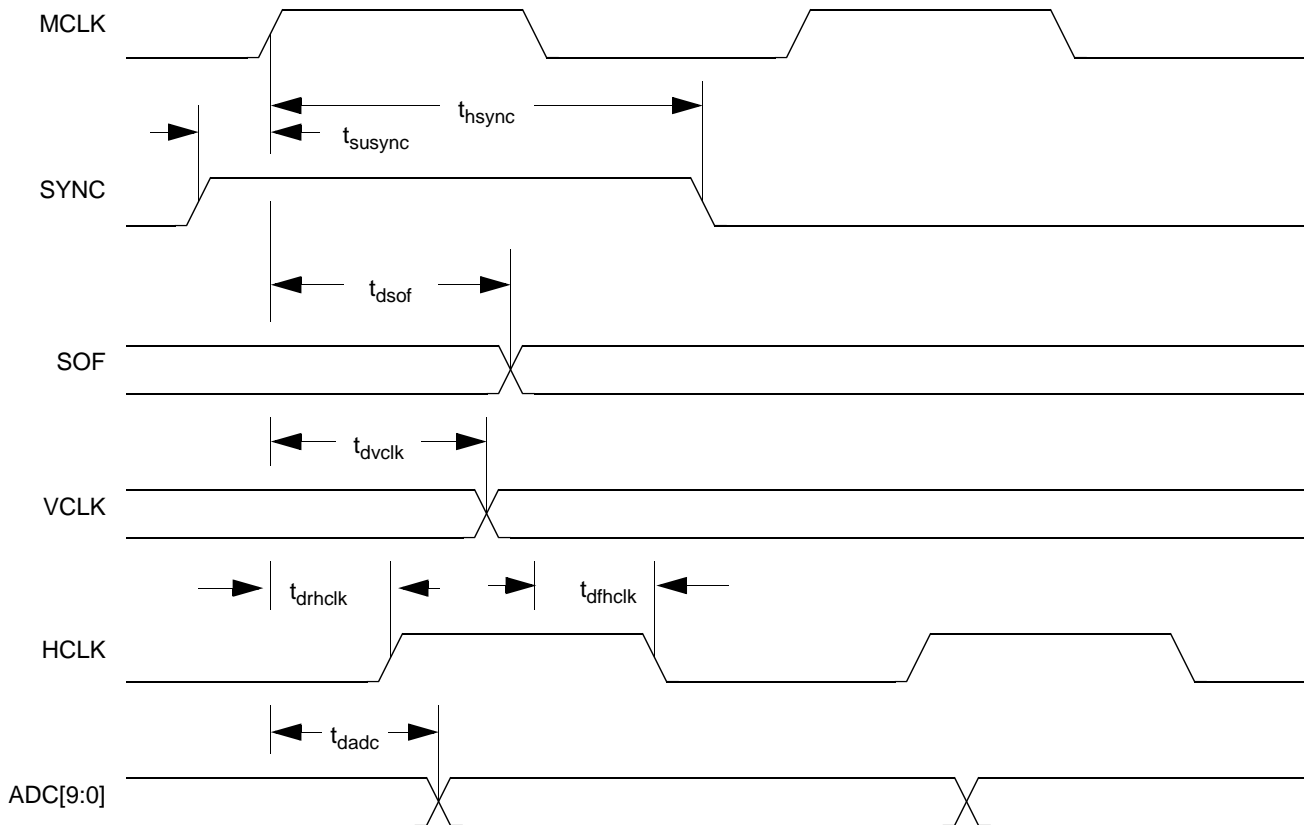 MCLK
thsync
tsusync
SYNC
tdsof
SOF
tdvclk
VCLK
tdrhclk
tdfhclk
HCLK
tdadc
ADC[9:0]